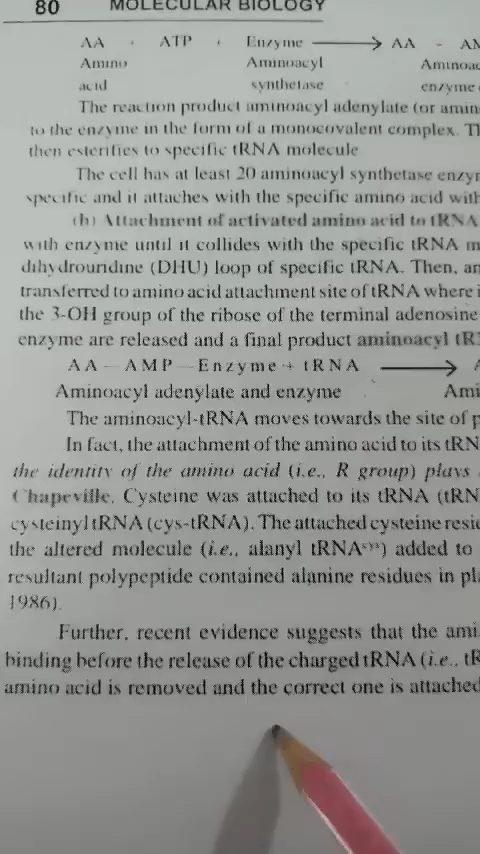 80 MOLECULAR BIOLOGY
AA + ATP + Enzyme → AA - AM
Amino Aminoacyl Aminoac
acid synthetase enzyme
The reaction product aminoacyl adenylate (or amin
to the enzyme in the form of a monocovalent complex. T
then esterifies to specific tRNA molecule
The cell has at least 20 aminoacyl synthetase enzy
specific and it attaches with the specific amino acid with
(b) Attachment of activated amino acid to tRNA
with enzyme until it collides with the specific tRNA m
dihydrouridine (DHU) loop of specific tRNA. Then, a
transferred to amino acid attachment site of tRNA where i
the 3-OH group of the ribose of the terminal adenosine
enzyme are released and a final product aminoacyl tR
AA — AMP — Enzyme + tRNA → A
Aminoacyl adenylate and enzyme Ami
The aminoacyl-tRNA moves towards the site of p
In fact, the attachment of the amino acid to its tRN
the identity of the amino acid (i.e., R group) plays
Chapeville, Cysteine was attached to its tRNA (tRN
cysteinyl tRNA (cys-tRNA). The attached cysteine resi
the altered molecule (i.e., alanyl tRNAcys) added to
resultant polypeptide contained alanine residues in pl
1986).
Further, recent evidence suggests that the ami
binding before the release of the charged tRNA (i.e., tR
amino acid is removed and the correct one is attached